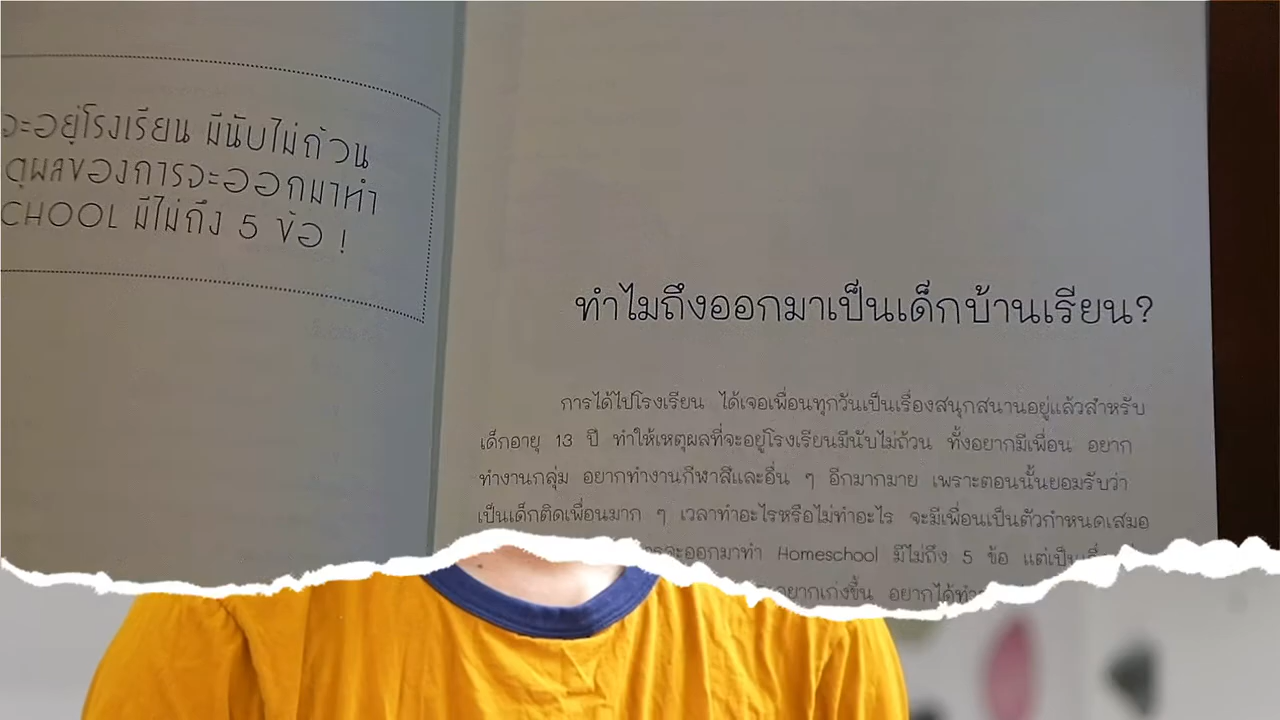 จะอยู่โรงเรียน มีนับไม่ถ้วน
ตุผลของการจะออกมาทำ
CHOOL มีไม่ถึง 5 ข้อ !
ทำไมถึงออกมาเป็นเด็กบ้านเรียน?
การได้ไปโรงเรียน ได้เจอเพื่อนทุกวันเป็นเรื่องสนุกสนานอยู่แล้วสำหรับ
เด็กอายุ 13 ปี ทำให้เหตุผลที่จะอยู่โรงเรียนมีนับไม่ถ้วน ทั้งอยากมีเพื่อน อยาก
ทำงานกลุ่ม อยากทำงานกีฬาสีและอื่น ๆ อีกมากมาย เพราะตอนนั้นยอมรับว่า
เป็นเด็กติดเพื่อนมาก ๆ เวลาทำอะไรหรือไม่ทำอะไร จะมีเพื่อนเป็นตัวกำหนดเสมอ
จะออกมาทำ Homeschool มีไม่ถึง 5 ข้อ แต่เป็น
อยากเก่งขึ้น อยากได้ทำ